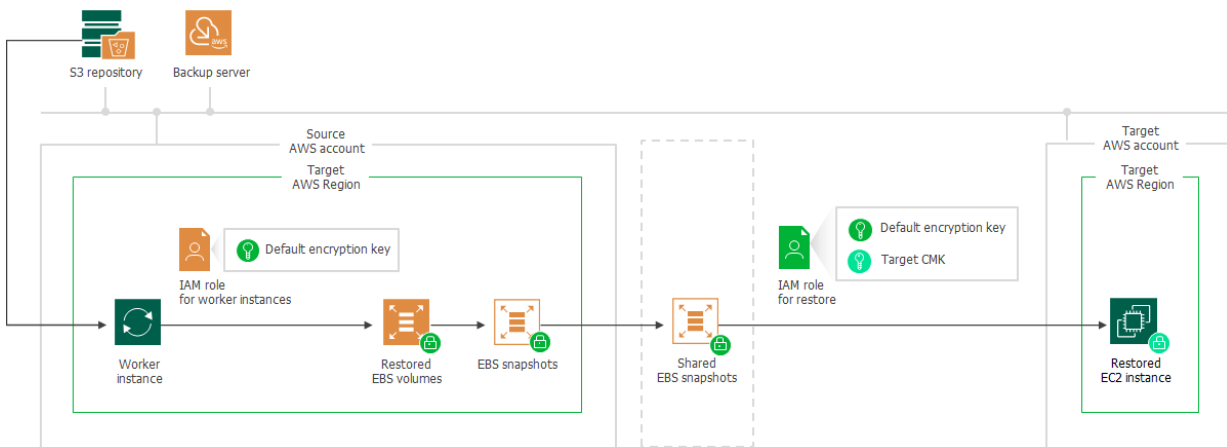 aws
S3 repository
Backup server
Source
AWS account
Target
AWS account
Target
AWS Region
Target
AWS Region
Default encryption key
Default encryption key
Target CMK
IAM role
for worker instances
IAM role
for restore
Worker
instance
Restored
EBS volumes
EBS snapshots
Shared
EBS snapshots
Restored
EC2 instance